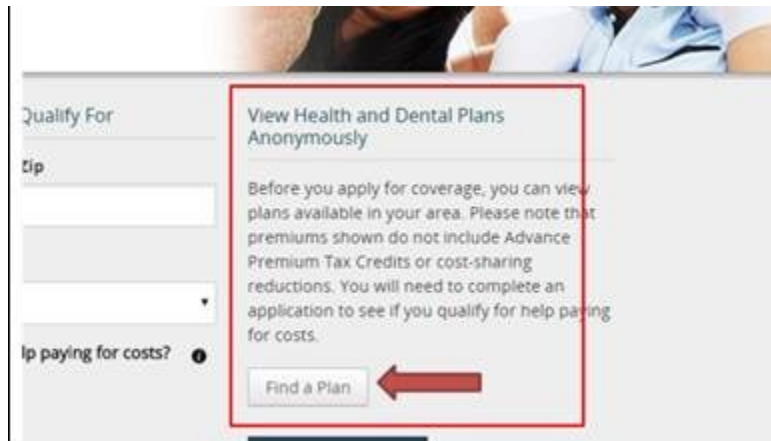 Qualify For
Zip
lp paying for costs?
View Health and Dental Plans
Anonymously
Before you apply for coverage, you can view
plans available in your area. Please note that
premiums shown do not include Advance
Premium Tax Credits or cost-sharing
reductions. You will need to complete an
application to see if you qualify for help paying
for costs.
Find a Plan